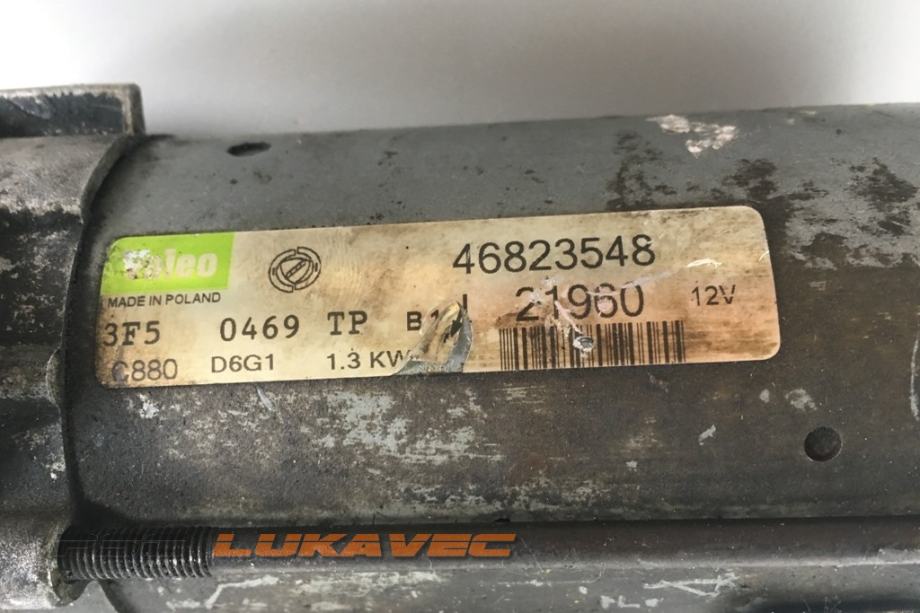 Valeo
46823548
MADE IN POLAND
21960 12V
3F5 0469 TP
C880 D6G1 1.3 KW
LUKAVEC